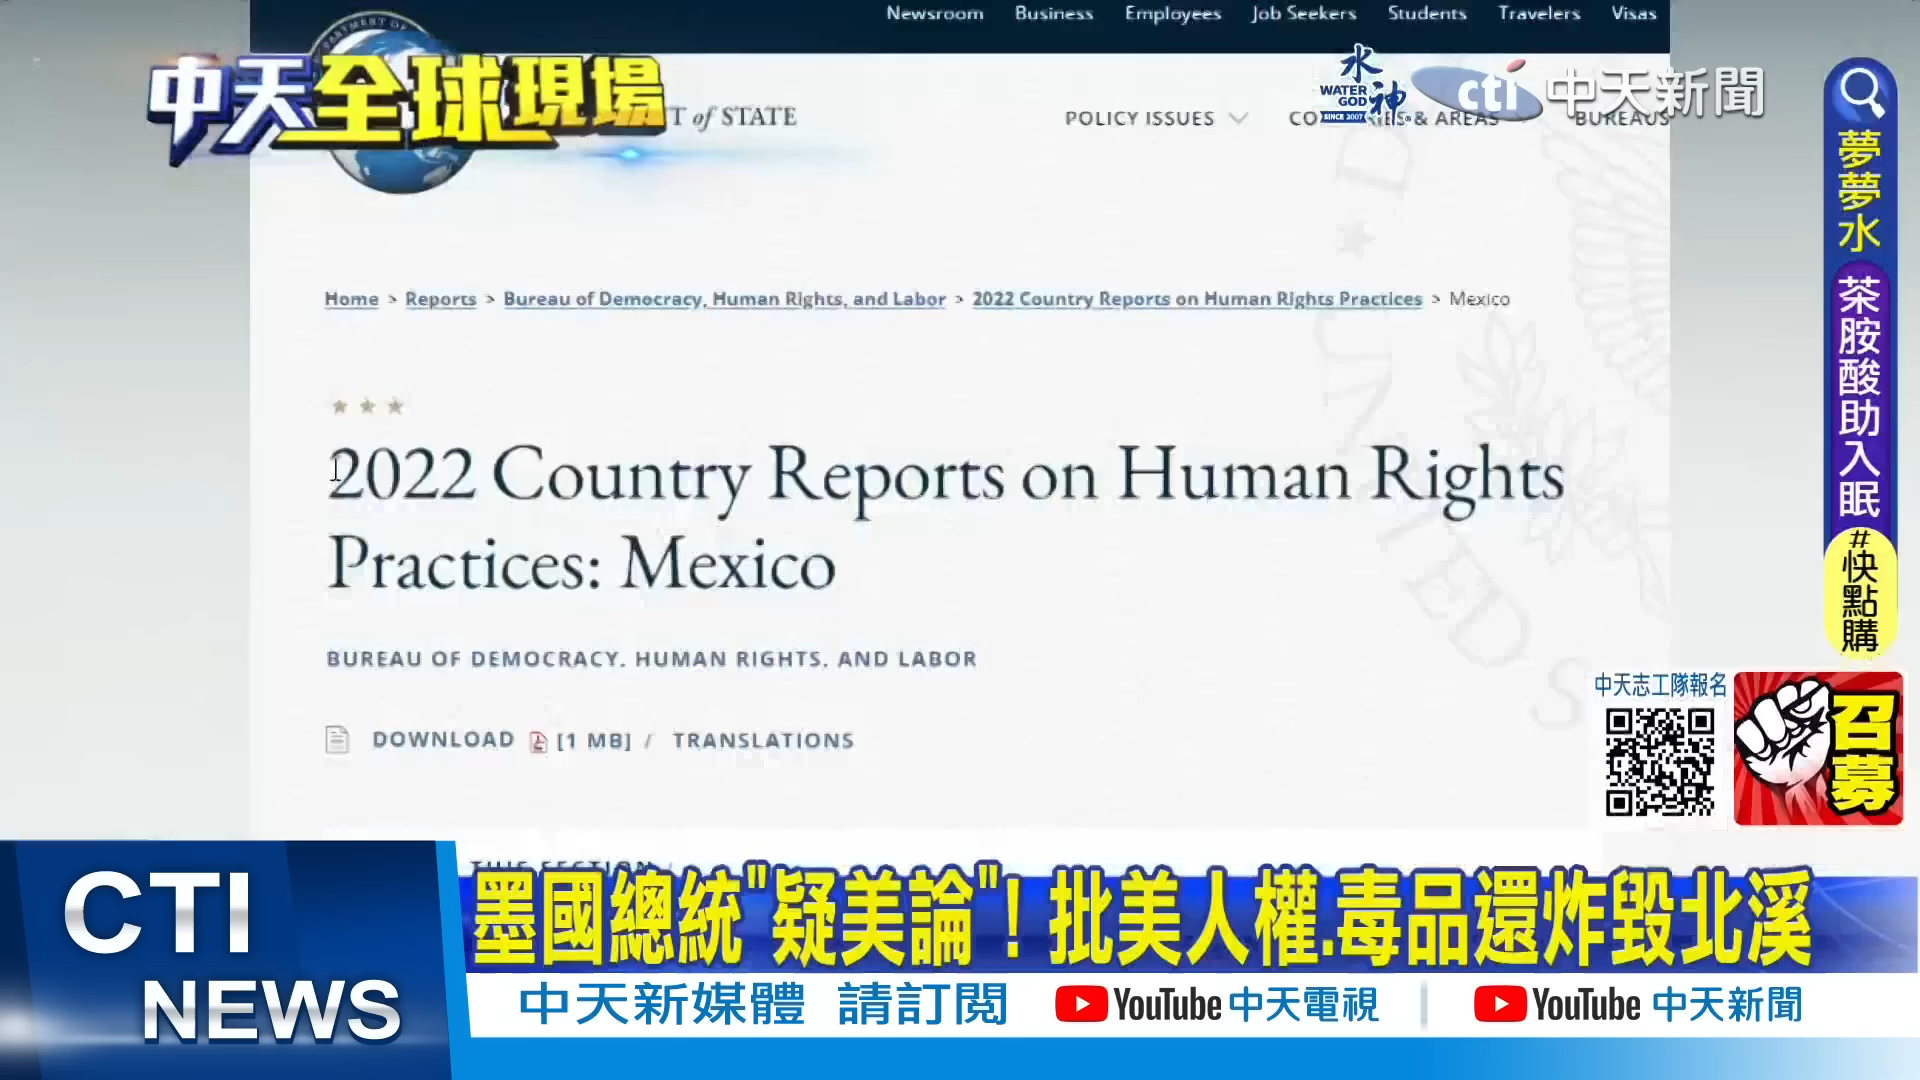 Newsroom Business Employees Job Seekers Students Travelers Visas
中天全球現場
of STATE
POLICY ISSUES
& AREAS
BUREAUS
水神
WATER GOD
SINCE 2007
cti 中天新聞
Home > Reports > Bureau of Democracy, Human Rights, and Labor > 2022 Country Reports on Human Rights Practices > Mexico
2022 Country Reports on Human Rights
Practices: Mexico
BUREAU OF DEMOCRACY, HUMAN RIGHTS, AND LABOR
DOWNLOAD [1 MB] / TRANSLATIONS
夢夢水
茶胺酸助入眠
#快點購
中天志工隊報名
召募
UNITED S
CTI
NEWS
墨國總統"疑美論"! 批美人權.毒品還炸毀北溪
中天新媒體 請訂閱 YouTube 中天電視 | YouTube 中天新聞